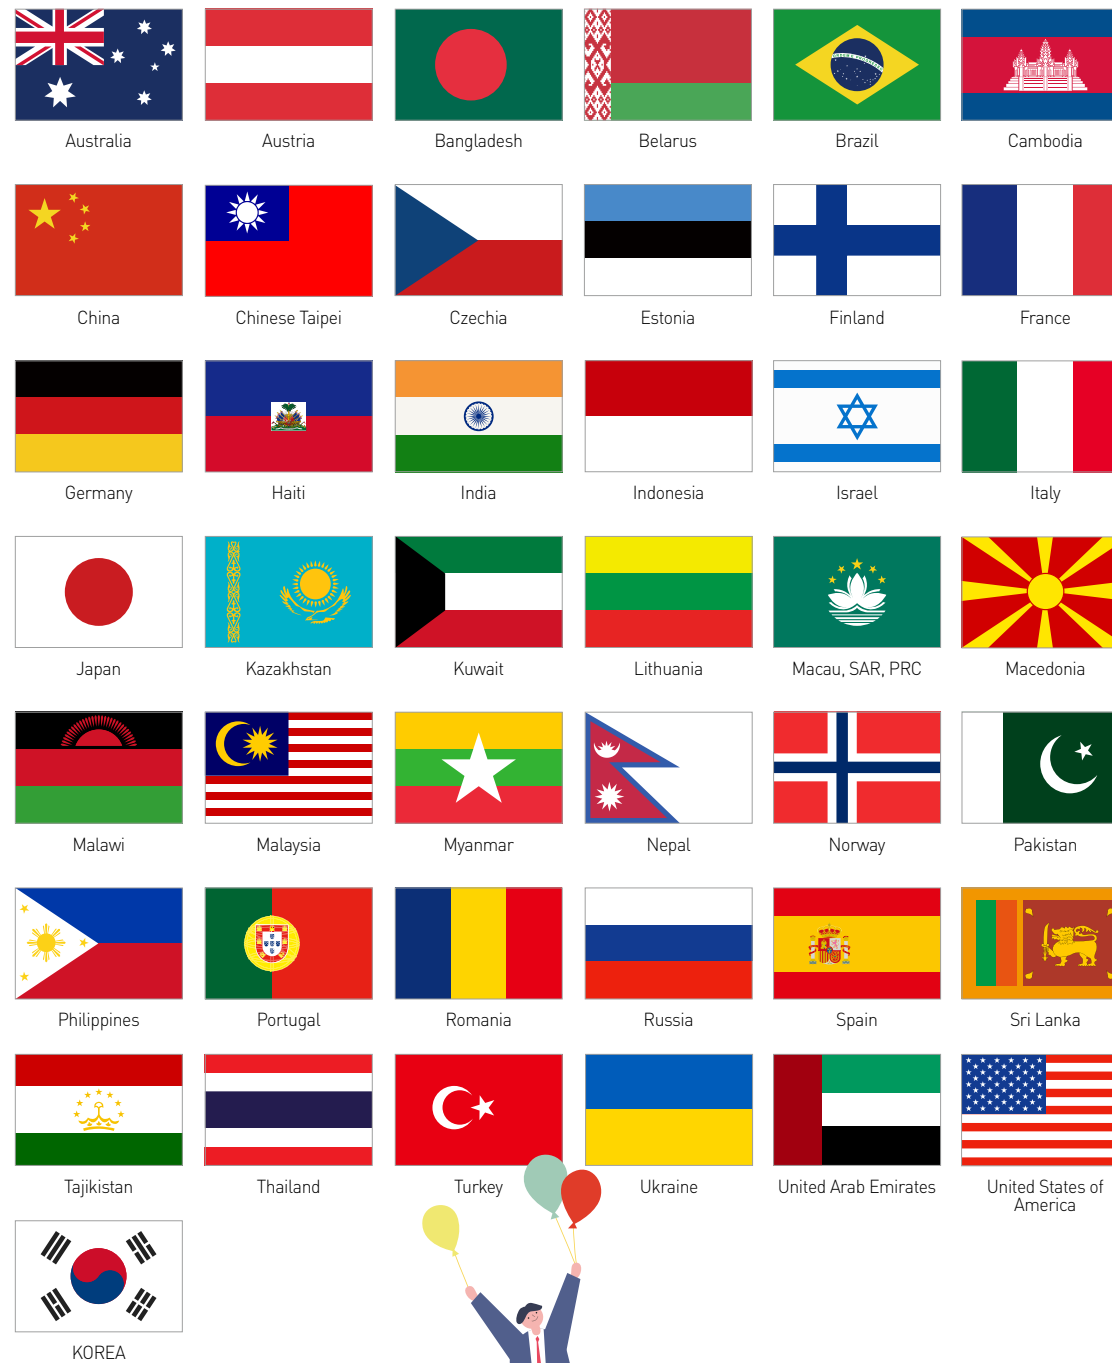 Australia
Austria
Bangladesh
Belarus
Brazil
Cambodia
China
Chinese Taipei
Czechia
Estonia
Finland
France
Germany
Haiti
India
Indonesia
Israel
Italy
Japan
Kazakhstan
Kuwait
Lithuania
Macau, SAR, PRC
Macedonia
Malawi
Malaysia
Myanmar
Nepal
Norway
Pakistan
Philippines
Portugal
Romania
Russia
Spain
Sri Lanka
Tajikistan
Thailand
Turkey
Ukraine
United Arab Emirates
United States of
America
KOREA